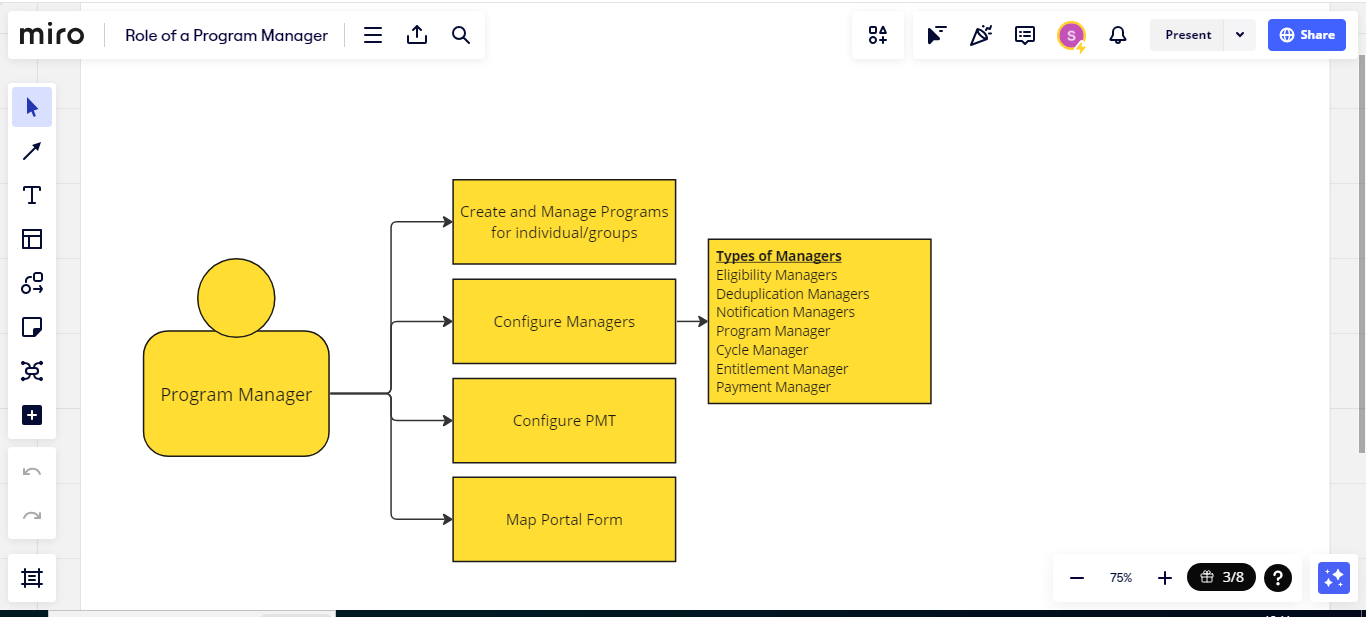 miro
Role of a Program Manager
S
Present
Share
Create and Manage Programs
for individual/groups
Types of Managers
Eligibility Managers
Deduplication Managers
Notification Managers
Program Manager
Cycle Manager
Entitlement Manager
Payment Manager
Configure Managers
Program Manager
Configure PMT
Map Portal Form
75%
3/8
?